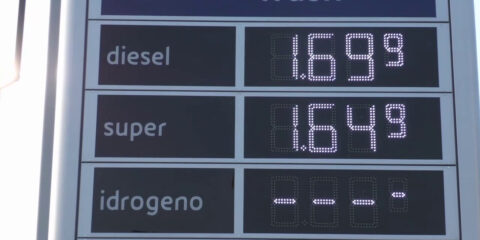 diesel 1.699
super 1.649
idrogeno -.---